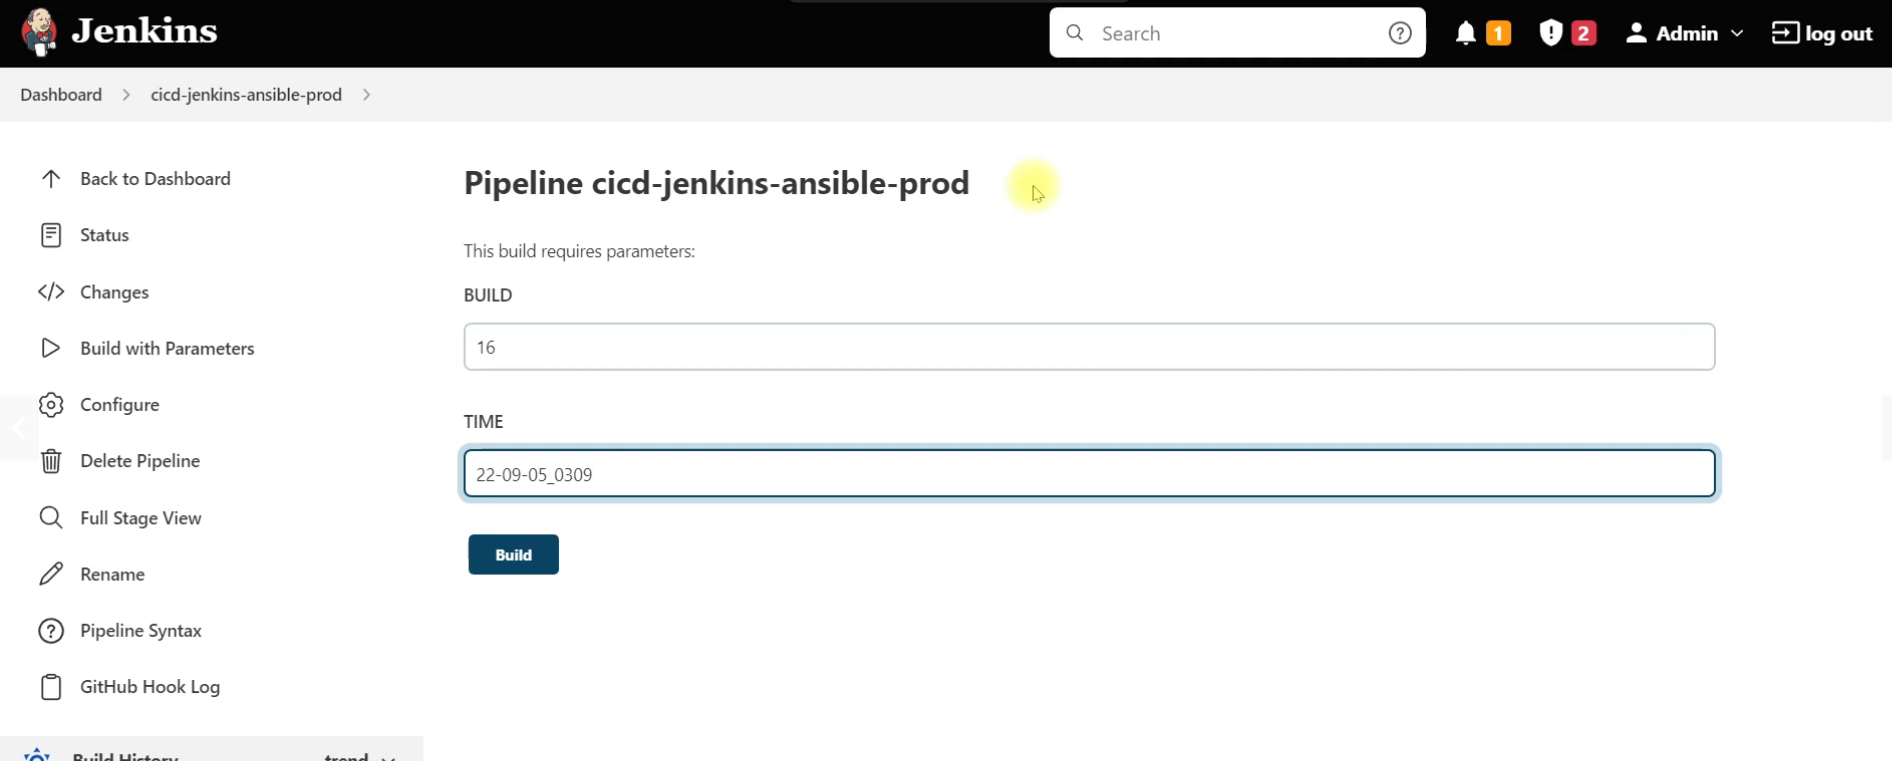 Jenkins
Search
1
2
Admin
log out
Dashboard
cicd-jenkins-ansible-prod
Back to Dashboard
Status
Changes
Build with Parameters
Configure
Delete Pipeline
Full Stage View
Rename
Pipeline Syntax
GitHub Hook Log
Build History
trend
Pipeline cicd-jenkins-ansible-prod
This build requires parameters:
BUILD
16
TIME
22-09-05_0309
Build